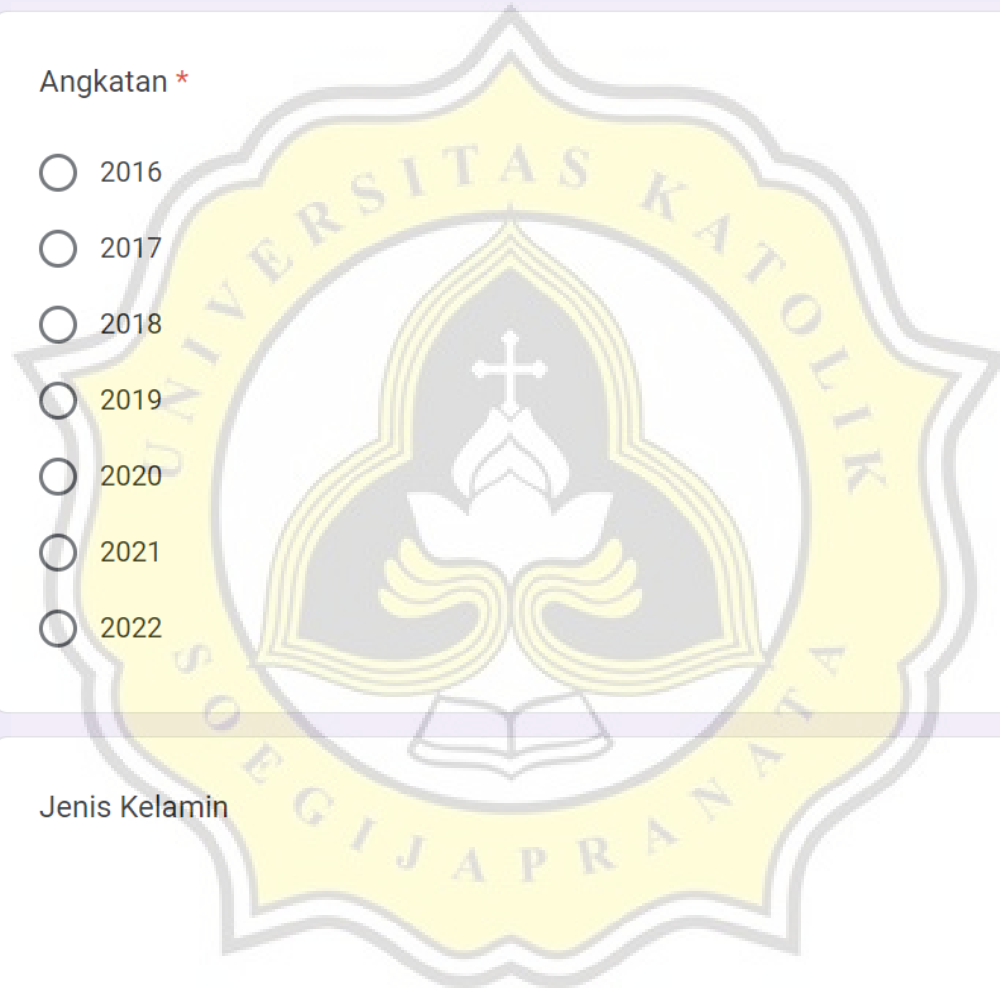 Angkatan *
2016
2017
2018
2019
2020
2021
2022
Jenis Kelamin
UNIVERSITAS KATOLIK
SOEGIJAPRANATA